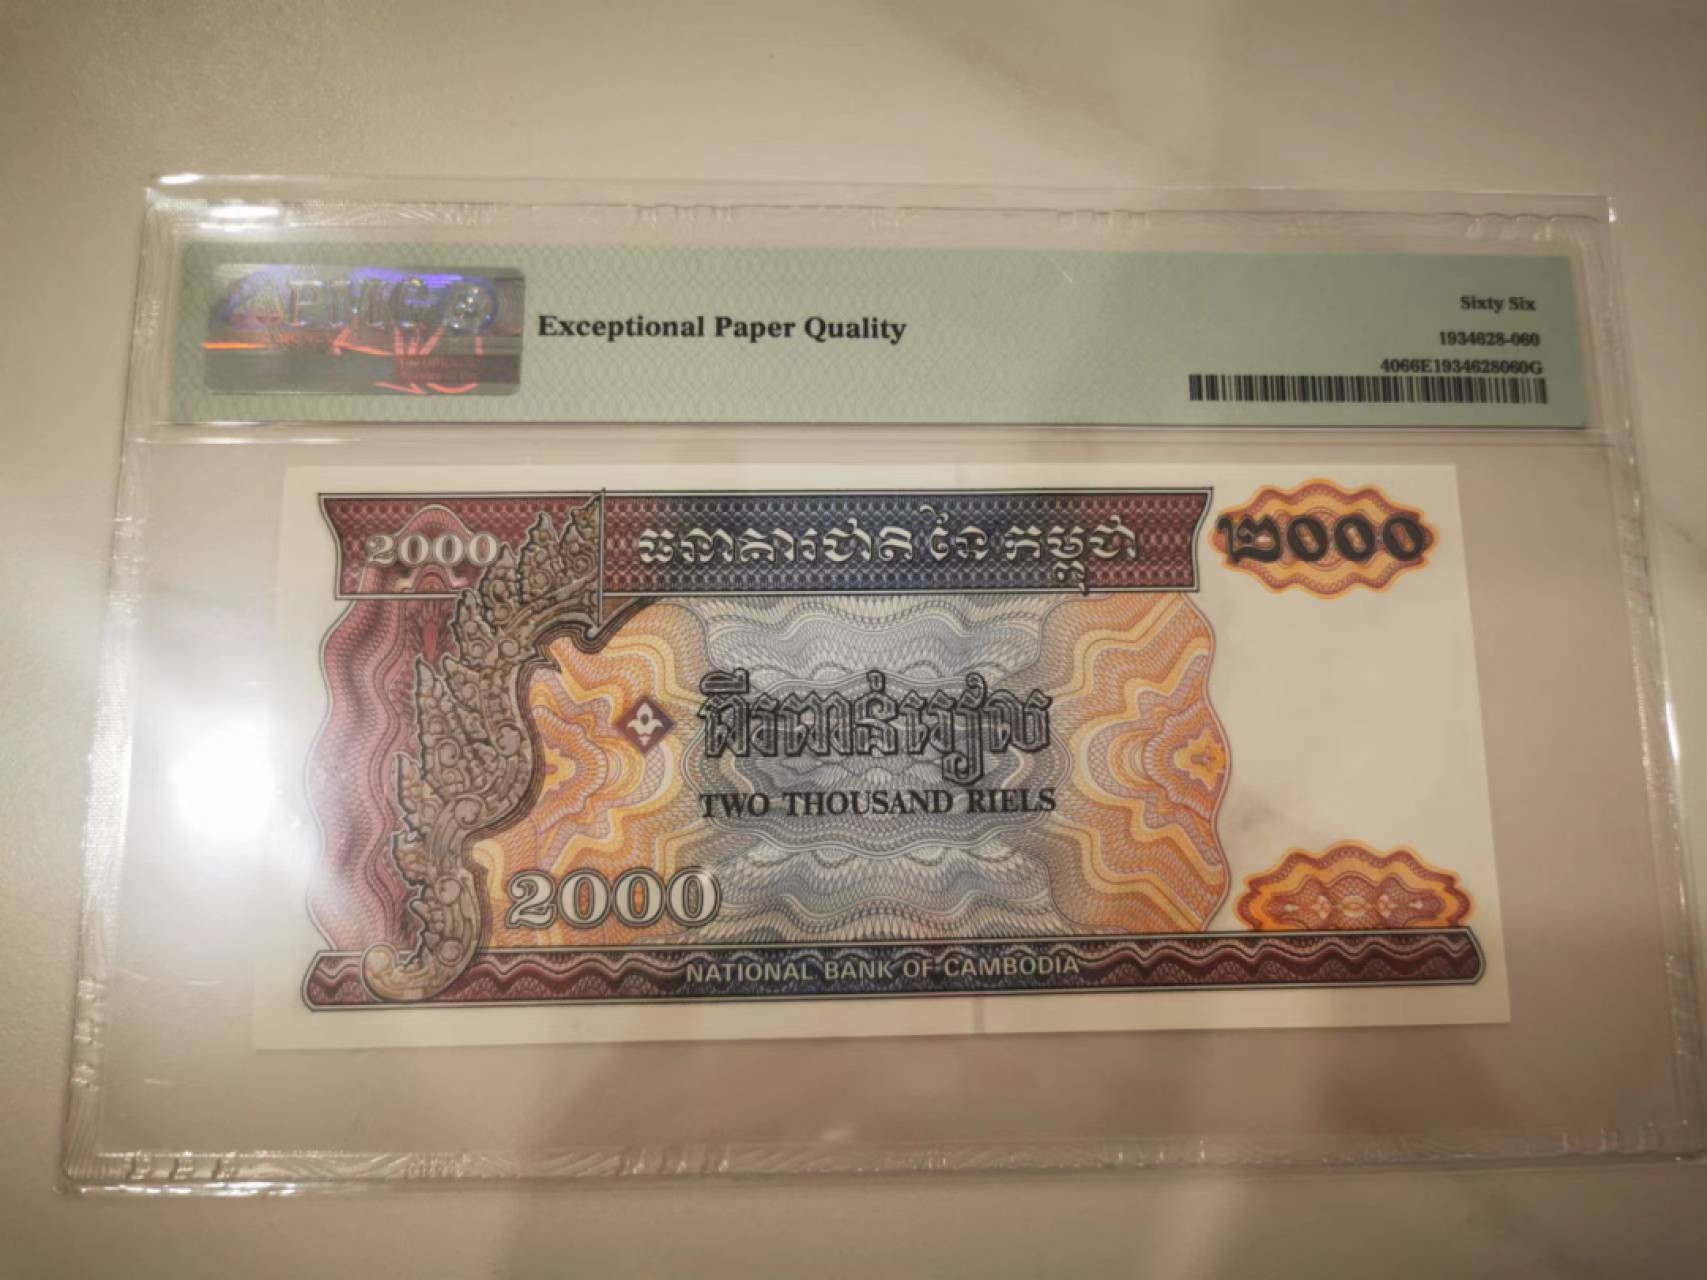 PMG
Exceptional Paper Quality
Sixty Six
1934628-060
4066E1934628060G
2000
ធនាគារជាតិ នៃ កម្ពុជា
២០០០
ពីរពាន់រៀល
TWO THOUSAND RIELS
2000
NATIONAL BANK OF CAMBODIA